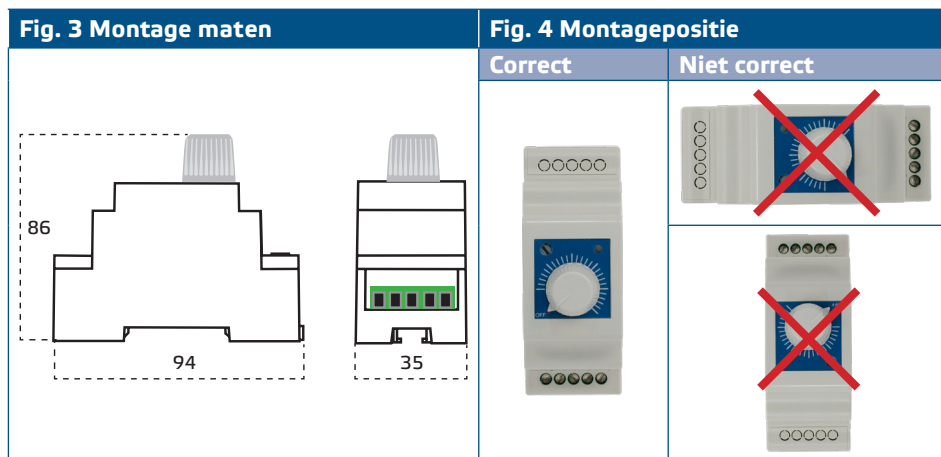 Fig. 3 Montage maten
Fig. 4 Montagepositie
Correct
Niet correct
86
94
35
OFF